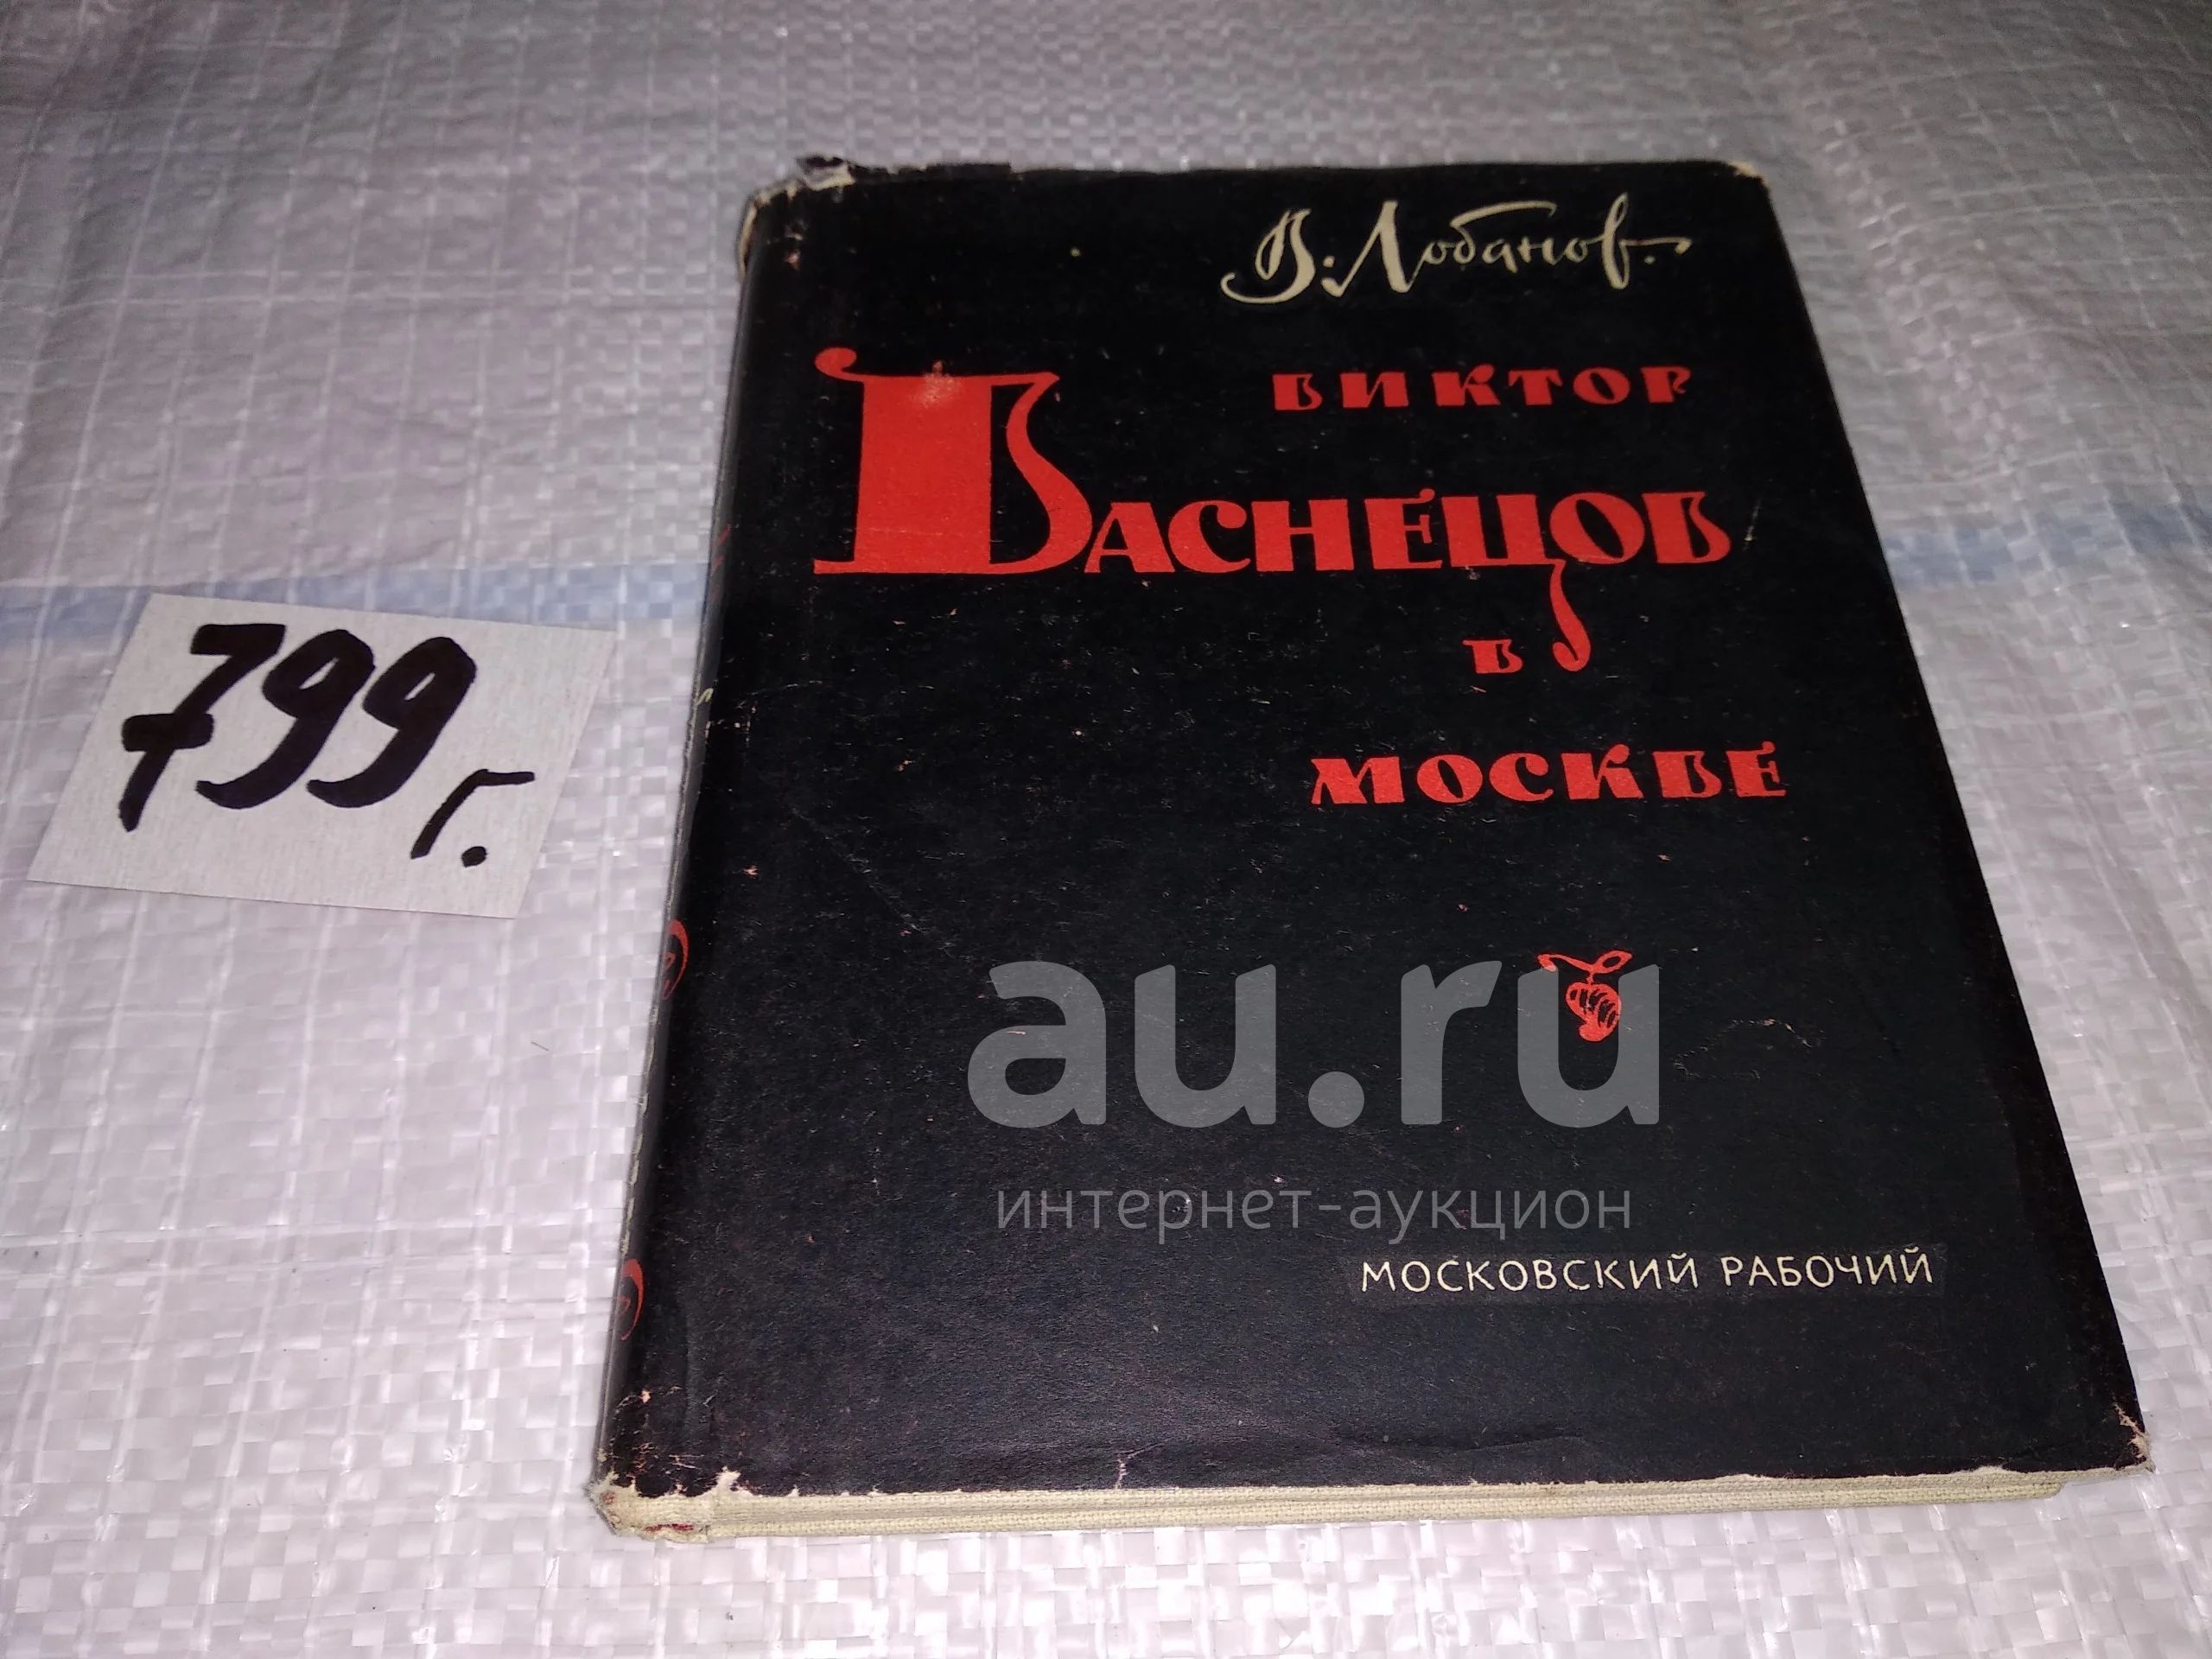 В. Лобанов
ВИКТОР
ВАСНЕЦОВ
В
МОСКВЕ
799 г.
au.ru
интернет-аукцион
МОСКОВСКИЙ РАБОЧИЙ